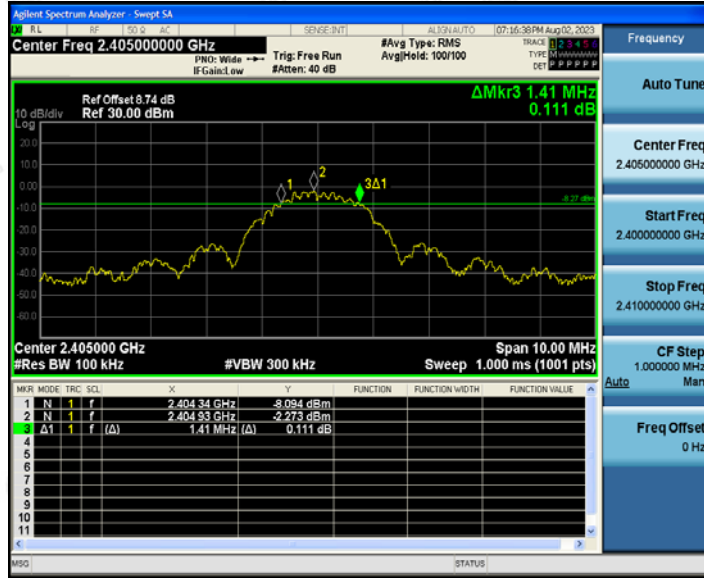 Agilent Spectrum Analyzer - Swept SA
RL RF 50 Ω AC SENSE:INT ALIGNAUTO 07:16:38PM Aug02, 2023
Center Freq 2.405000000 GHz
PNO: Wide
IFGain:Low
Trig: Free Run
#Atten: 40 dB
#Avg Type: RMS
Avg|Hold: 100/100
TRACE 1 2 3 4 5 6
TYPE M
DET P P P P P P
Ref Offset 8.74 dB
Ref 30.00 dBm
ΔMkr3 1.41 MHz
0.111 dB
10 dB/div
Log
20.0
10.0
0.00
-10.0
-20.0
-30.0
-40.0
-50.0
-60.0
1
2
3Δ1
-8.27 dBm
Center 2.405000 GHz
Span 10.00 MHz
#Res BW 100 kHz
#VBW 300 kHz
Sweep 1.000 ms (1001 pts)
MKR MODE TRC SCL X Y FUNCTION FUNCTION WIDTH FUNCTION VALUE
1 N 1 f 2.404 34 GHz -8.094 dBm
2 N 1 f 2.404 93 GHz -2.273 dBm
3 Δ1 1 f (Δ) 1.41 MHz (Δ) 0.111 dB
4
5
6
7
8
9
10
11
MSG STATUS
Frequency
Auto Tune
Center Freq
2.405000000 GHz
Start Freq
2.400000000 GHz
Stop Freq
2.410000000 GHz
CF Step
1.000000 MHz
Auto Man
Freq Offset
0 Hz